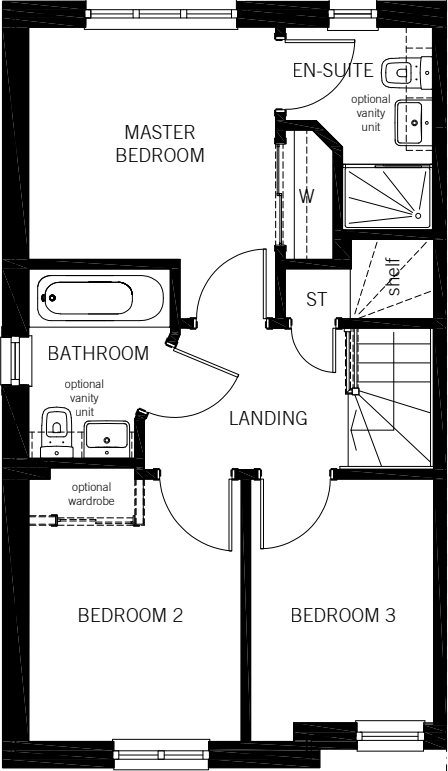 EN-SUITE
optional
vanity
unit
MASTER
BEDROOM
W
shelf
ST
BATHROOM
optional
vanity
unit
LANDING
optional
wardrobe
BEDROOM 2
BEDROOM 3